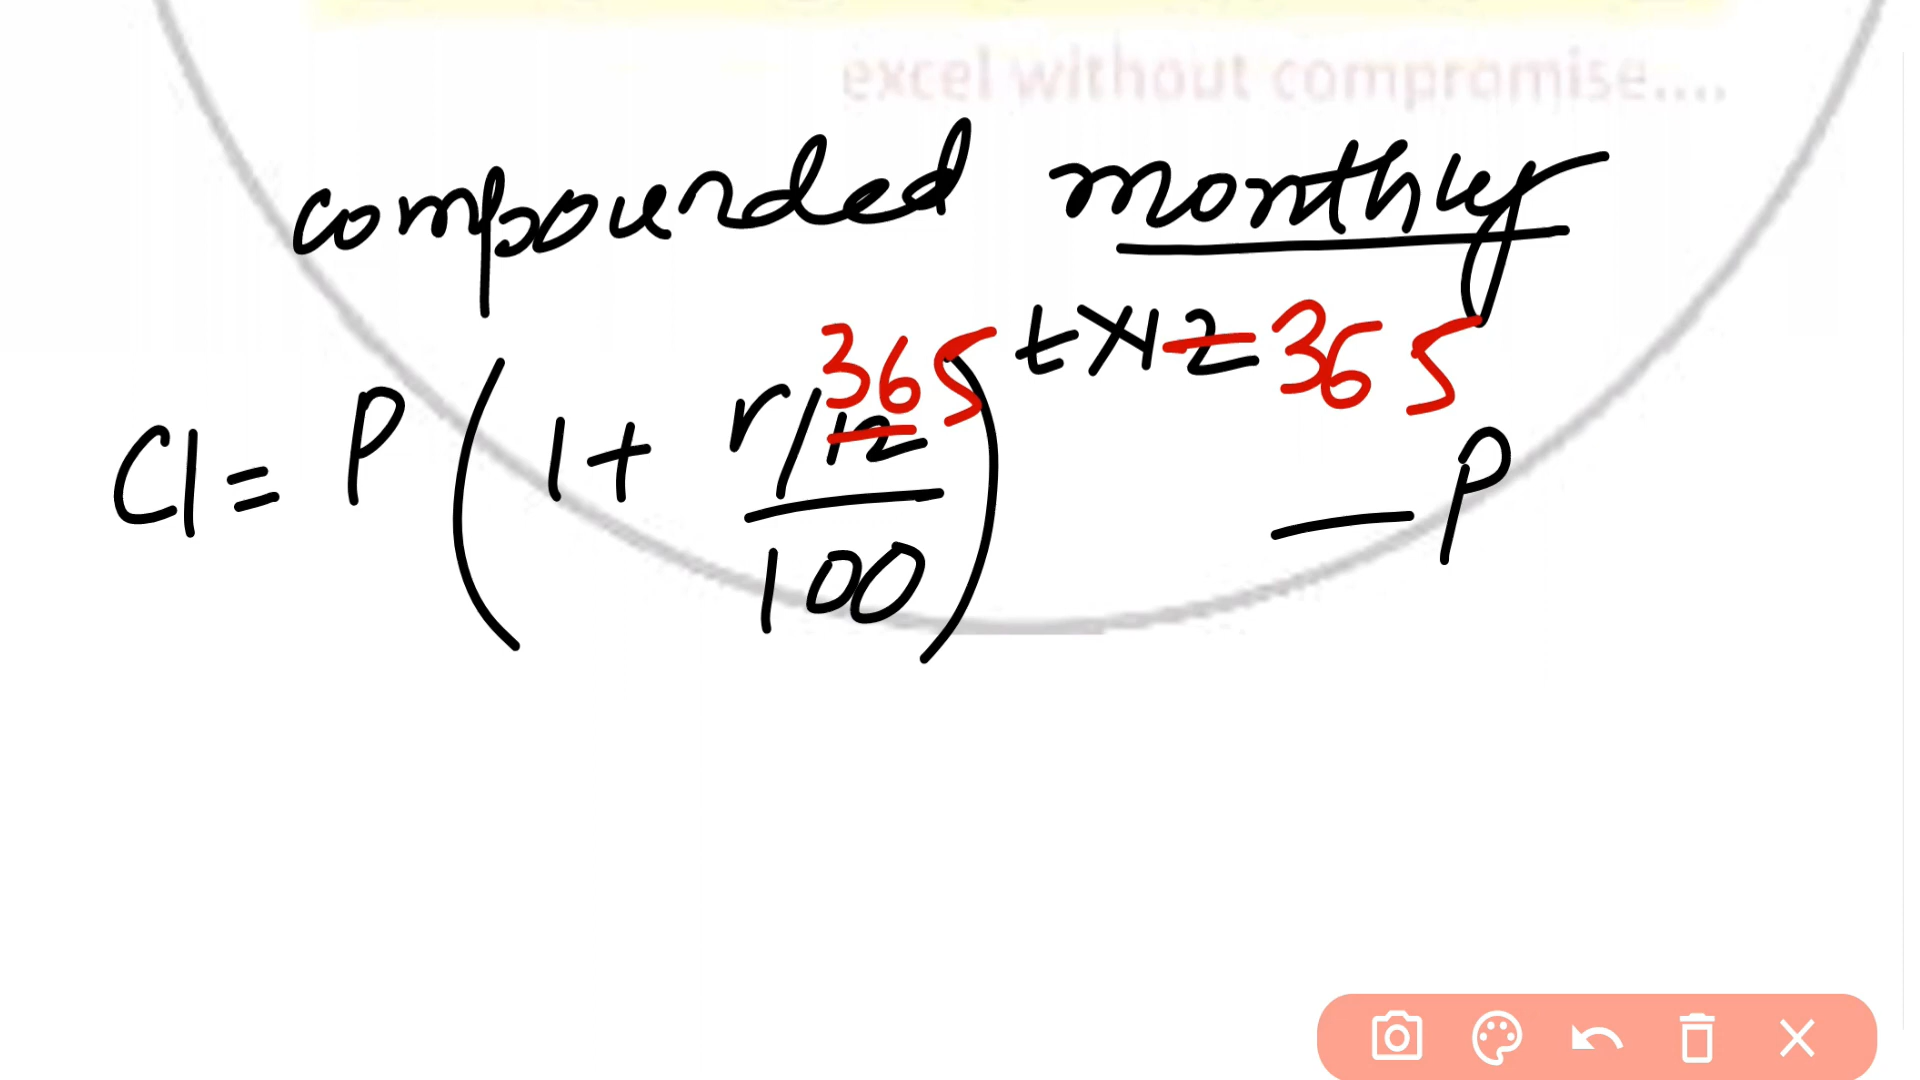 excel without compromise....
compounded monthly
365 t×12 365
CI = P ( 1 + r/12 ) - P
100